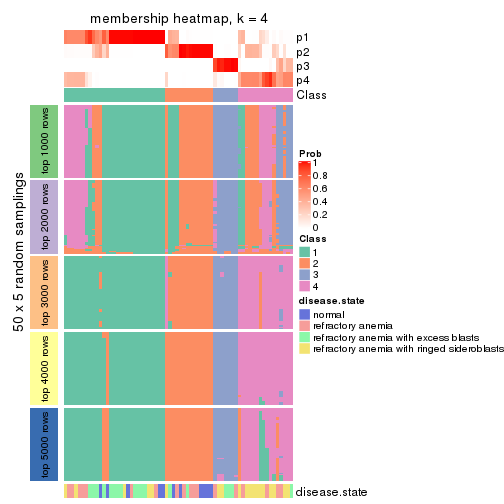 membership heatmap, k = 4
p1
p2
p3
p4
Class
50 x 5 random samplings
top 1000 rows
top 2000 rows
top 3000 rows
top 4000 rows
top 5000 rows
disease.state
Prob
1
0.8
0.6
0.4
0.2
0
Class
1
2
3
4
disease.state
normal
refractory anemia
refractory anemia with excess blasts
refractory anemia with ringed sideroblasts